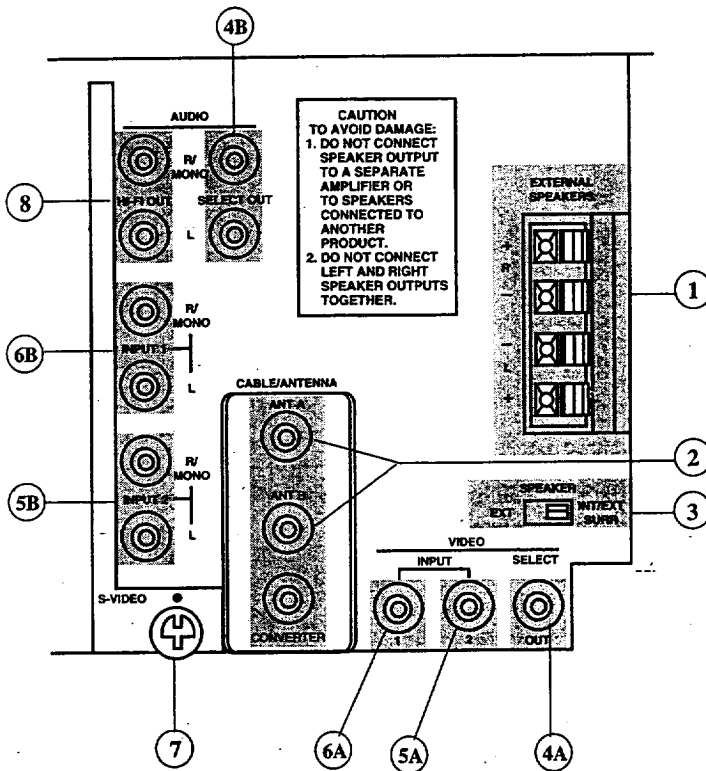 4B
AUDIO
R/
MONO
HI-FI OUT
SELECT OUT
L
8
CAUTION
TO AVOID DAMAGE:
1. DO NOT CONNECT
SPEAKER OUTPUT
TO A SEPARATE
AMPLIFIER OR
TO SPEAKERS
CONNECTED TO
ANOTHER
PRODUCT.
2. DO NOT CONNECT
LEFT AND RIGHT
SPEAKER OUTPUTS
TOGETHER.
EXTERNAL
SPEAKERS
+
R
–
–
L
+
1
R/
MONO
INPUT 1
L
6B
CABLE/ANTENNA
ANT-A
ANT-B
CONVERTER
2
R/
MONO
INPUT 2
L
5B
SPEAKER
EXT
INT/EXT
SURR
3
VIDEO
INPUT
SELECT
1
2
OUT
S-VIDEO
7
6A
5A
4A